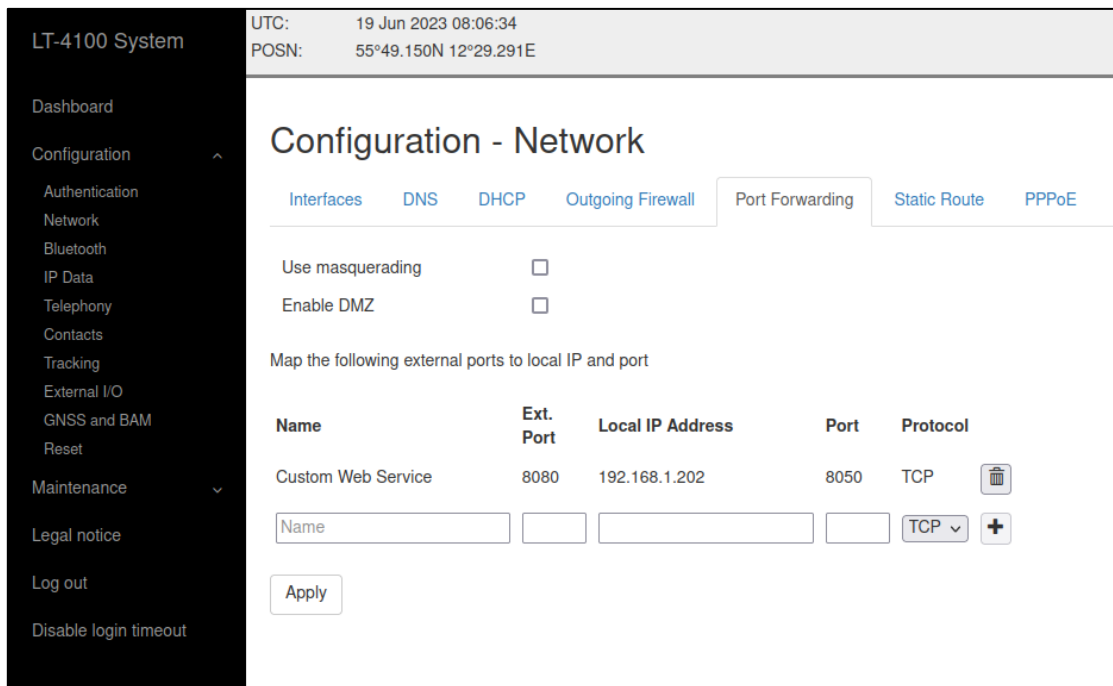 LT-4100 System
Dashboard
Configuration
Authentication
Network
Bluetooth
IP Data
Telephony
Contacts
Tracking
External I/O
GNSS and BAM
Reset
Maintenance
Legal notice
Log out
Disable login timeout
UTC: 19 Jun 2023 08:06:34
POSN: 55°49.150N 12°29.291E
Configuration - Network
Interfaces DNS DHCP Outgoing Firewall Port Forwarding Static Route PPPoE
Use masquerading
Enable DMZ
Map the following external ports to local IP and port
Name Ext. Port Local IP Address Port Protocol
Custom Web Service 8080 192.168.1.202 8050 TCP
Name TCP
Apply